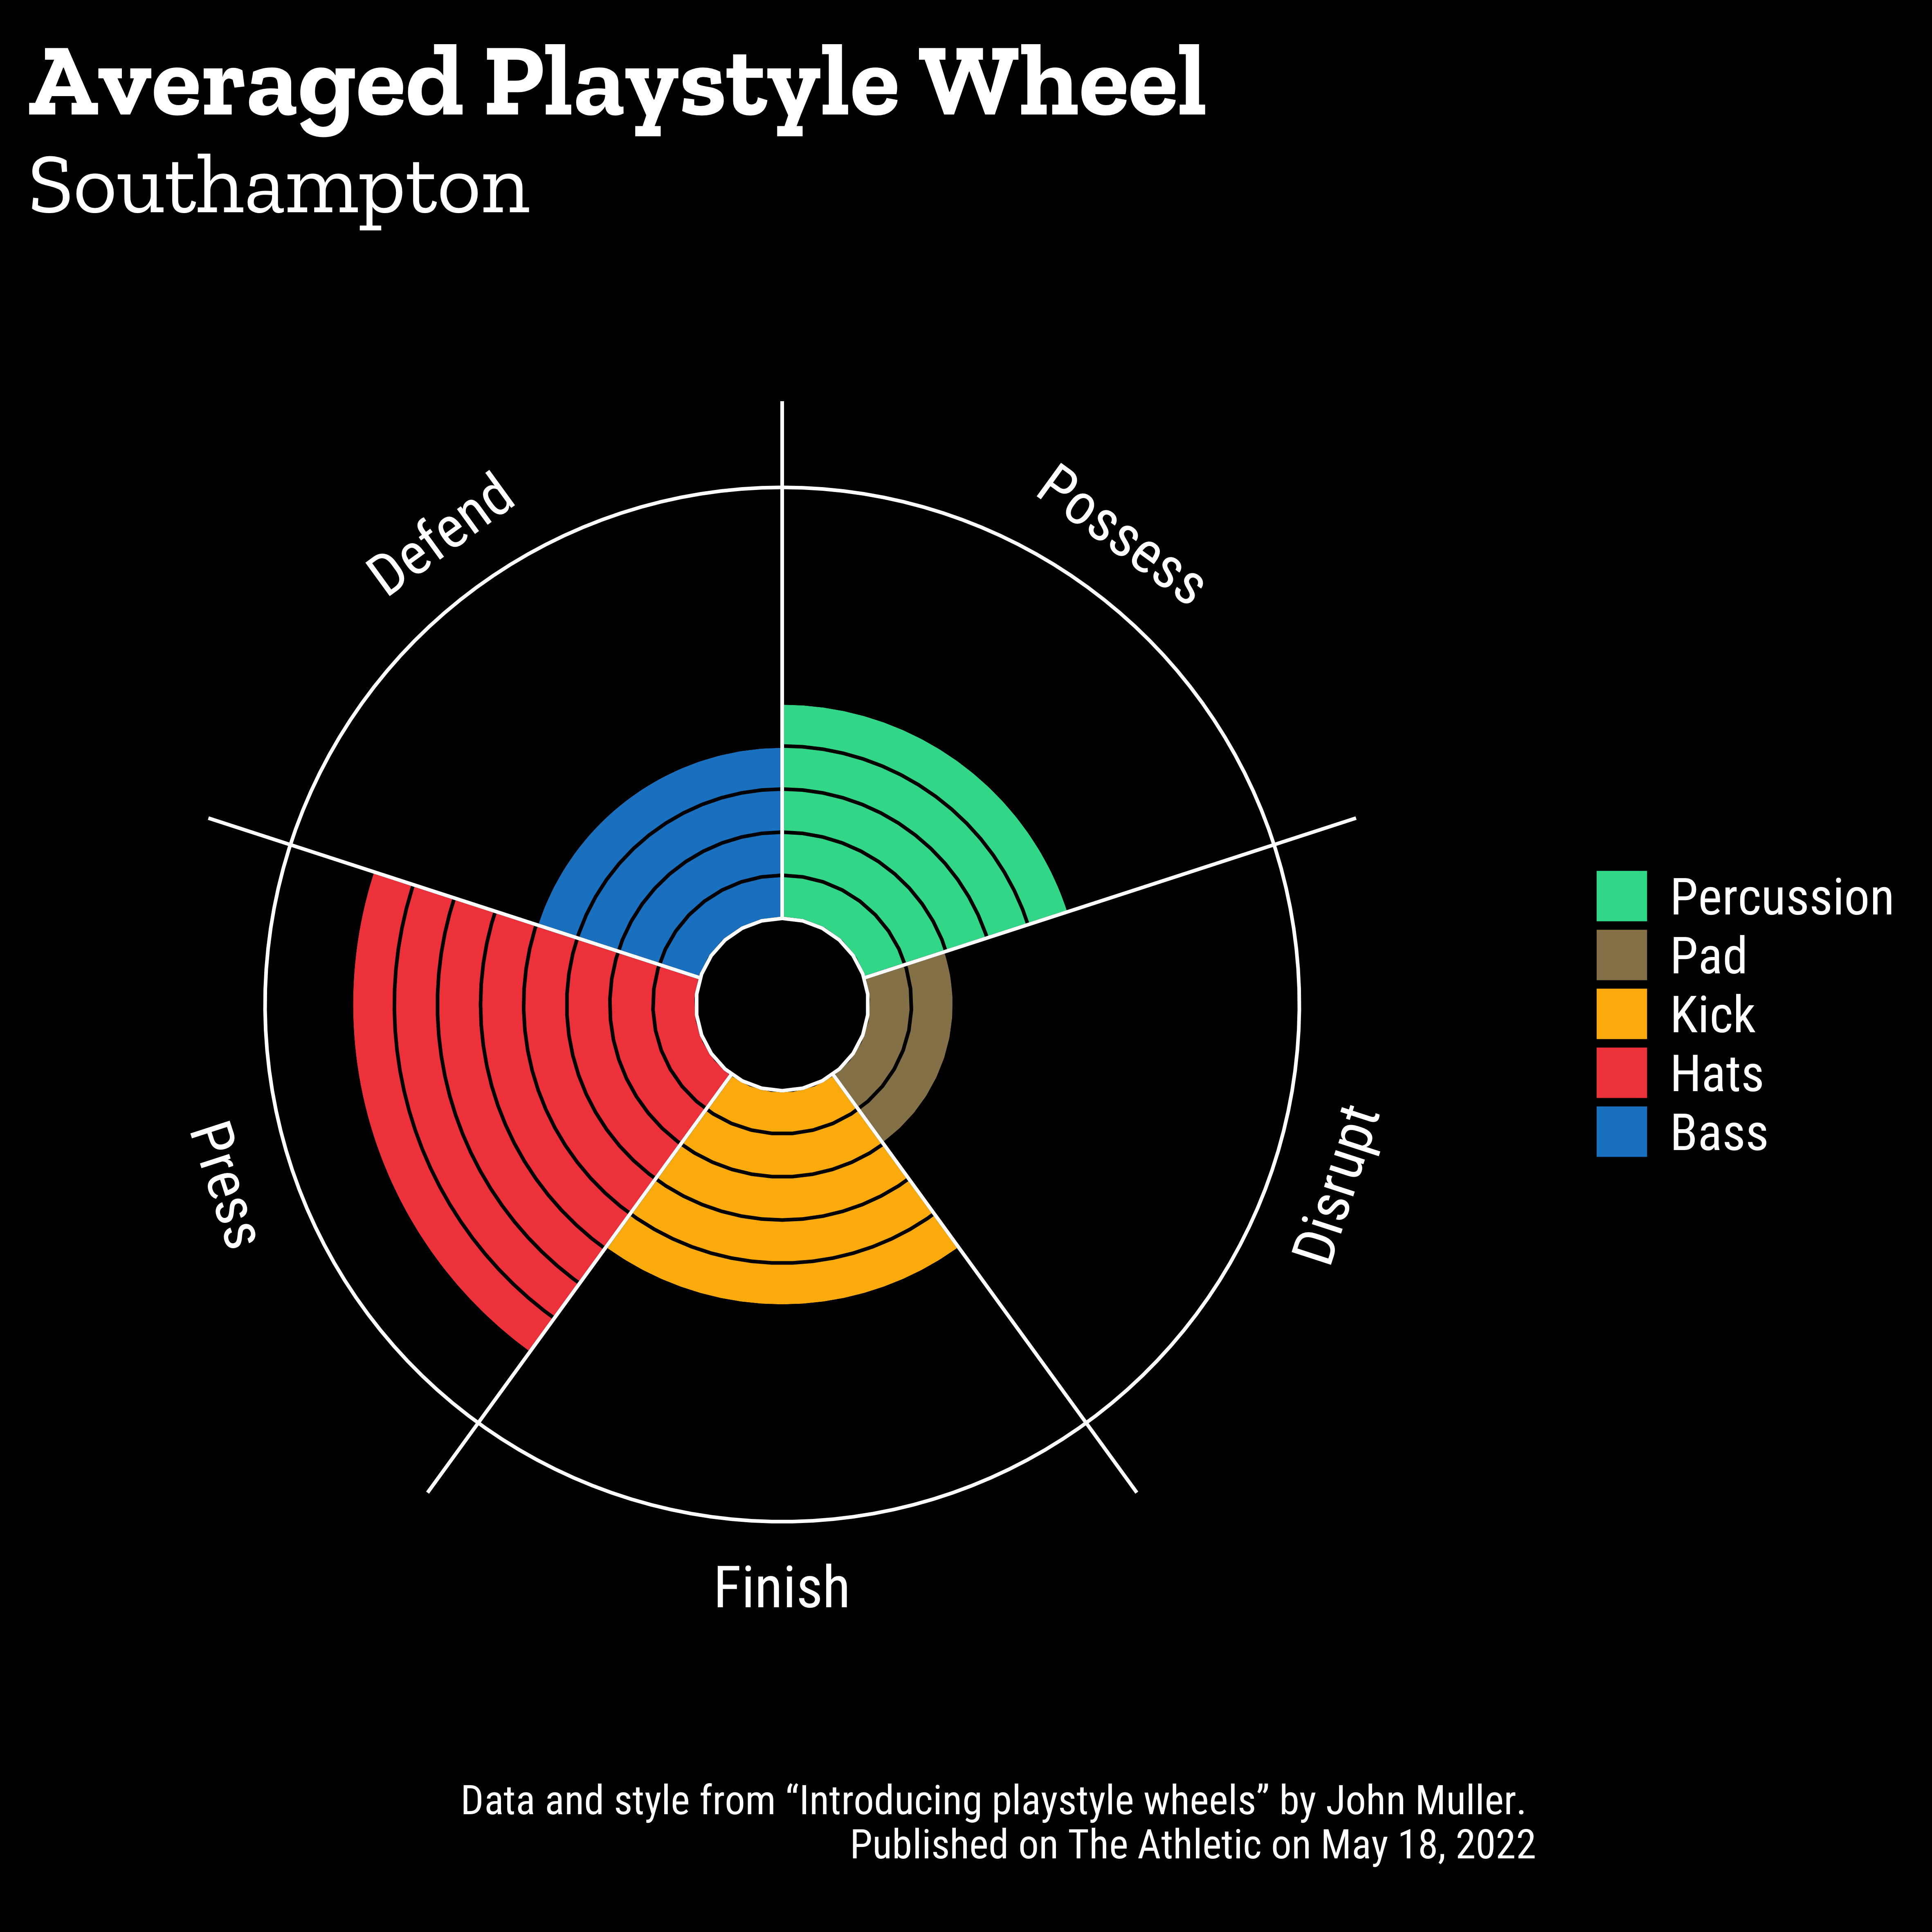 Averaged Playstyle Wheel
Southampton
Defend
Possess
Press
Disrupt
Finish
Percussion
Pad
Kick
Hats
Bass
Data and style from “Introducing playstyle wheels” by John Muller.
Published on The Athletic on May 18, 2022